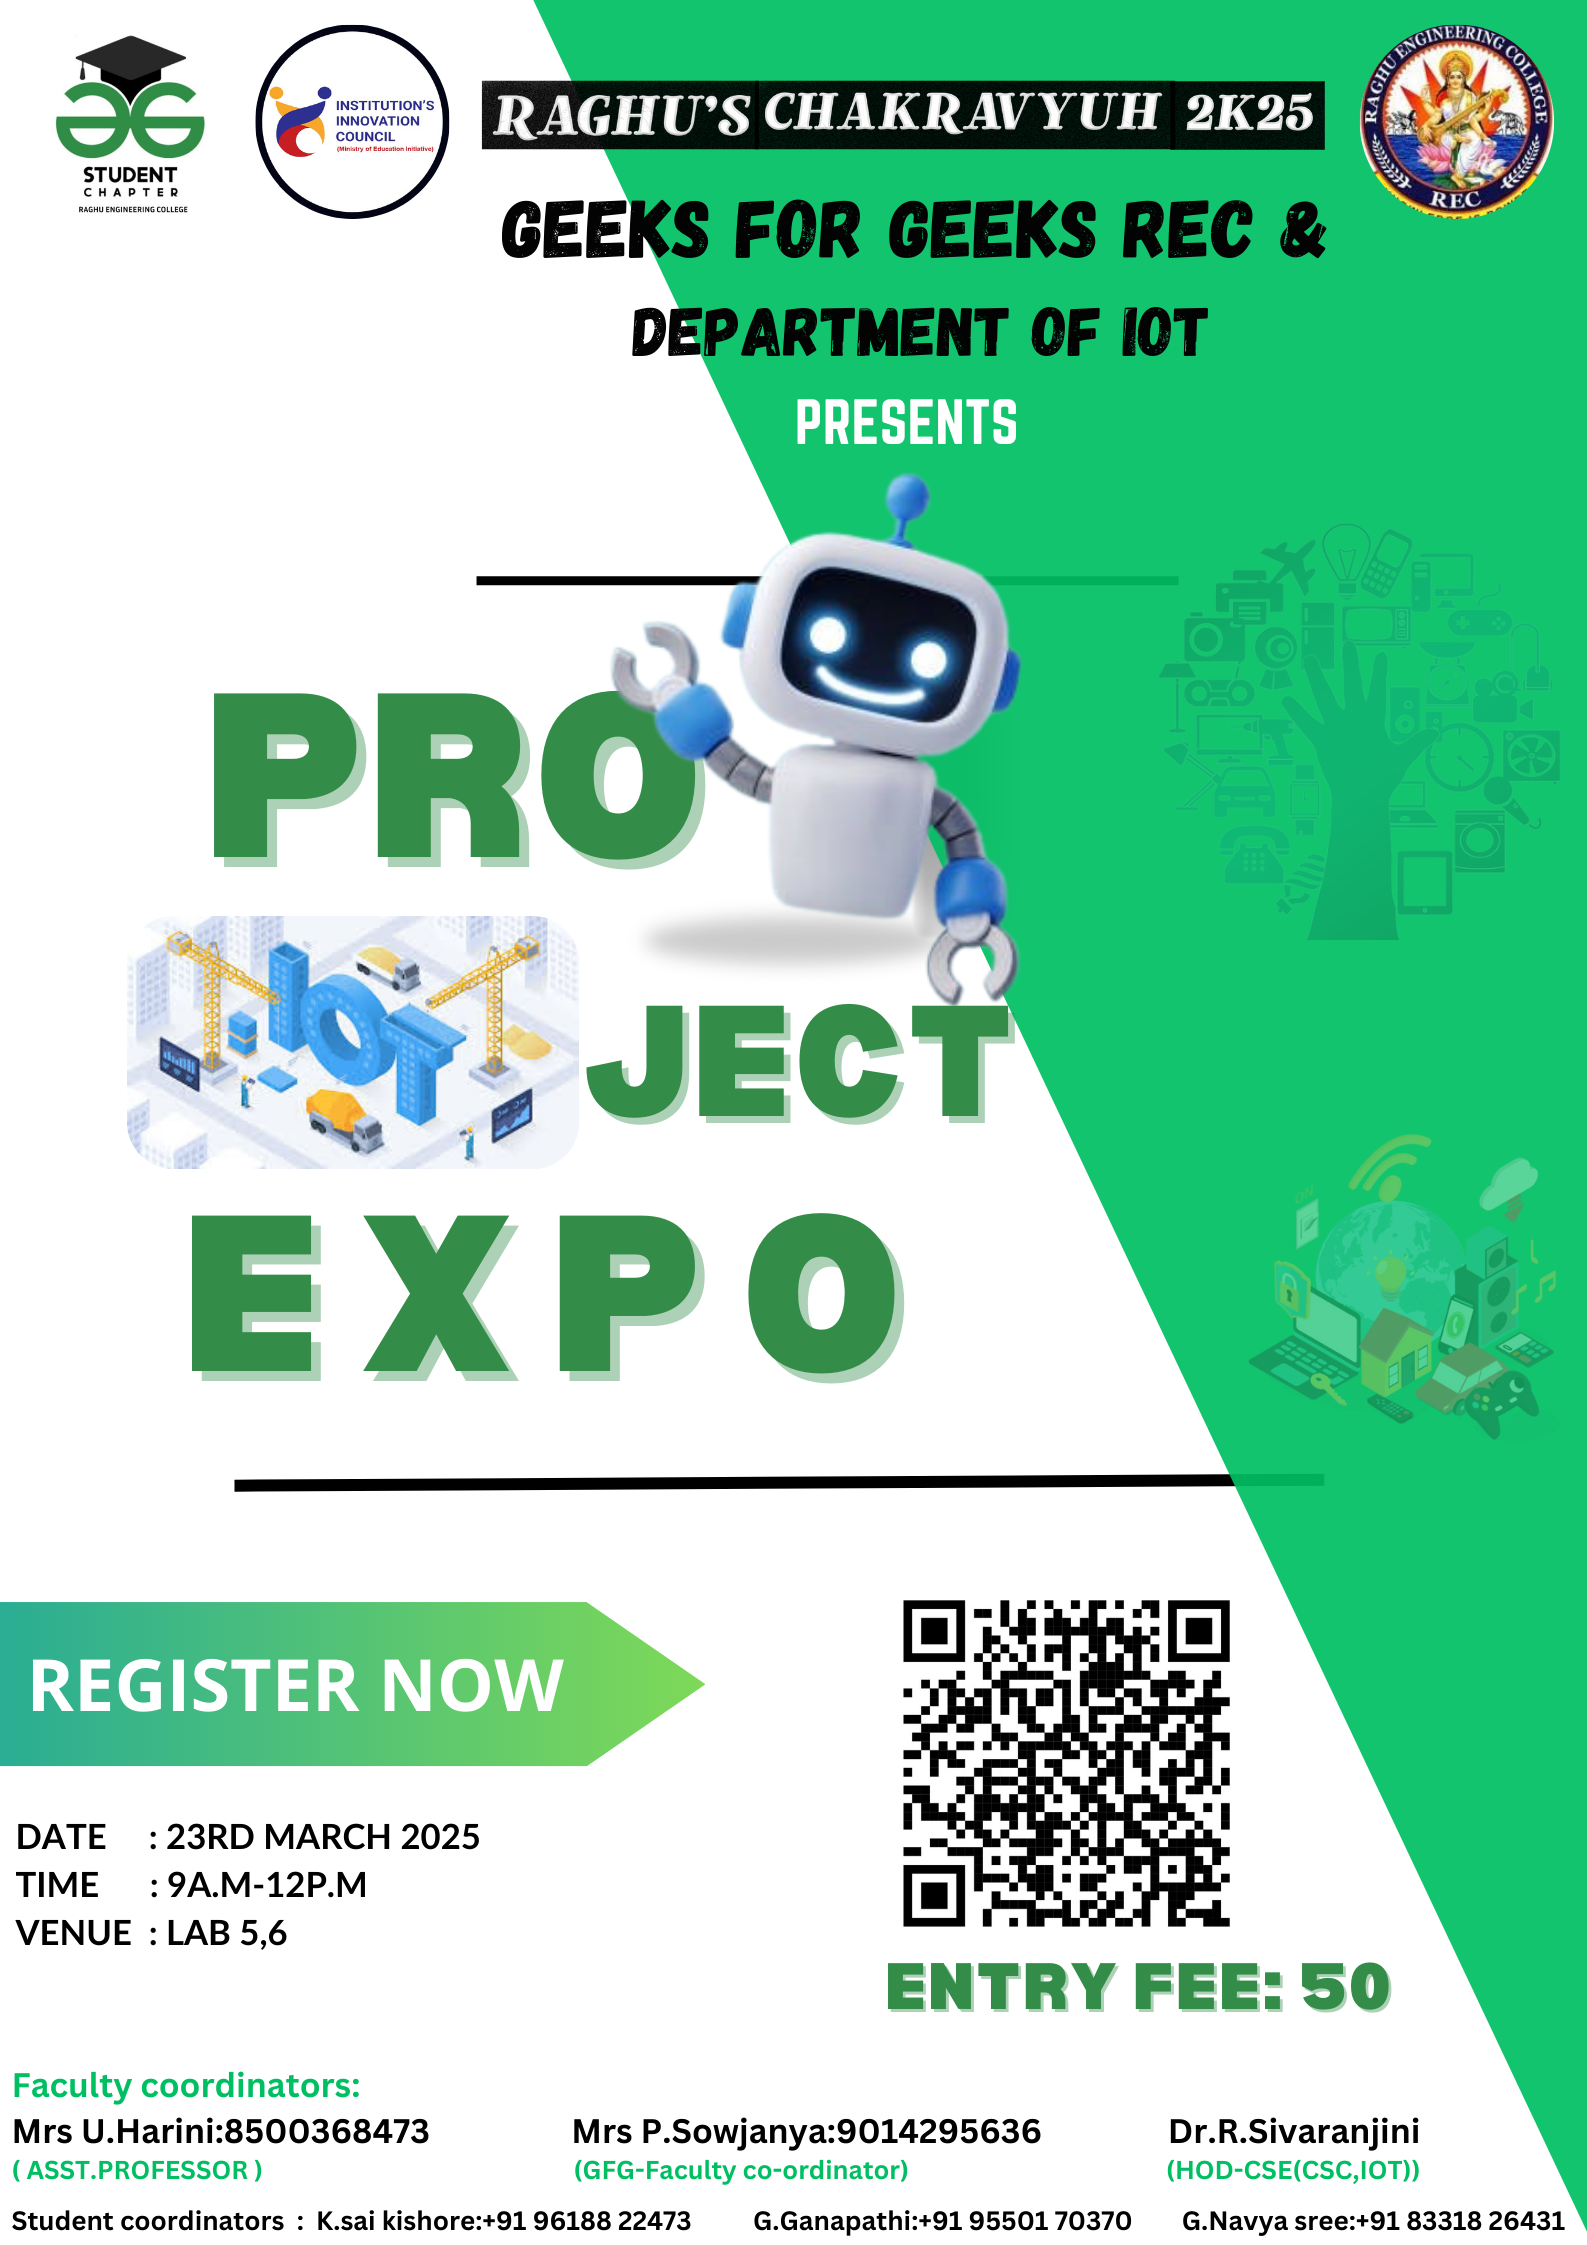 STUDENT
CHAPTER
RAGHU ENGINEERING COLLEGE
INSTITUTION'S
INNOVATION
COUNCIL
(Ministry of Education Initiative)
RAGHU'S CHAKRAVYUH 2K25
RAGHU ENGINEERING COLLEGE
REC
GEEKS FOR GEEKS REC &
DEPARTMENT OF IOT
PRESENTS
PRO
IOT
JECT
EXPO
ON
REGISTER NOW
DATE : 23RD MARCH 2025
TIME : 9A.M-12P.M
VENUE : LAB 5,6
ENTRY FEE: 50
Faculty coordinators:
Mrs U.Harini:8500368473 Mrs P.Sowjanya:9014295636 Dr.R.Sivaranjini
( ASST.PROFESSOR ) (GFG-Faculty co-ordinator) (HOD-CSE(CSC,IOT))
Student coordinators : K.sai kishore:+91 96188 22473 G.Ganapathi:+91 95501 70370 G.Navya sree:+91 83318 26431